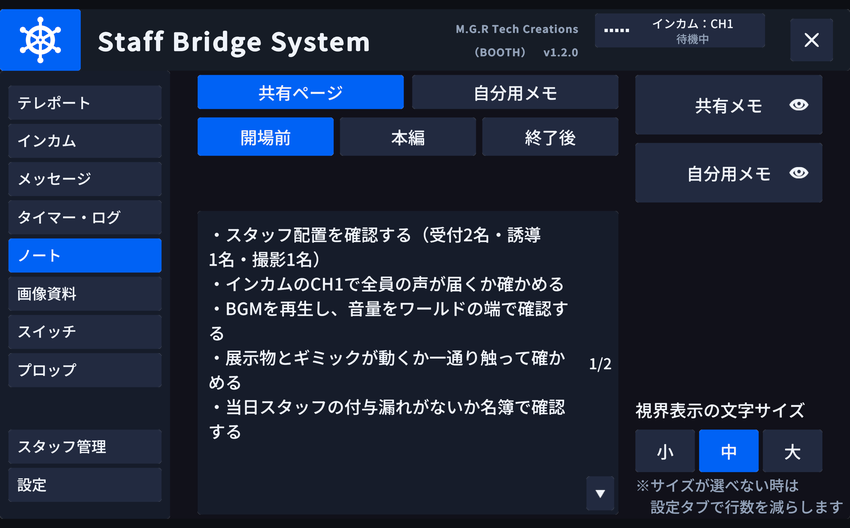 Staff Bridge System
M.G.R Tech Creations
（BOOTH） v1.2.0
インカム：CH1
待機中
テレポート
インカム
メッセージ
タイマー・ログ
ノート
画像資料
スイッチ
プロップ
スタッフ管理
設定
共有ページ
自分用メモ
開場前
本編
終了後
・スタッフ配置を確認する（受付2名・誘導
1名・撮影1名）
・インカムのCH1で全員の声が届くか確かめる
・BGMを再生し、音量をワールドの端で確認す
る
・展示物とギミックが動くか一通り触って確か
める
・当日スタッフの付与漏れがないか名簿で確認
する
1/2
▼
共有メモ
自分用メモ
視界表示の文字サイズ
小
中
大
※サイズが選べない時は
設定タブで行数を減らします